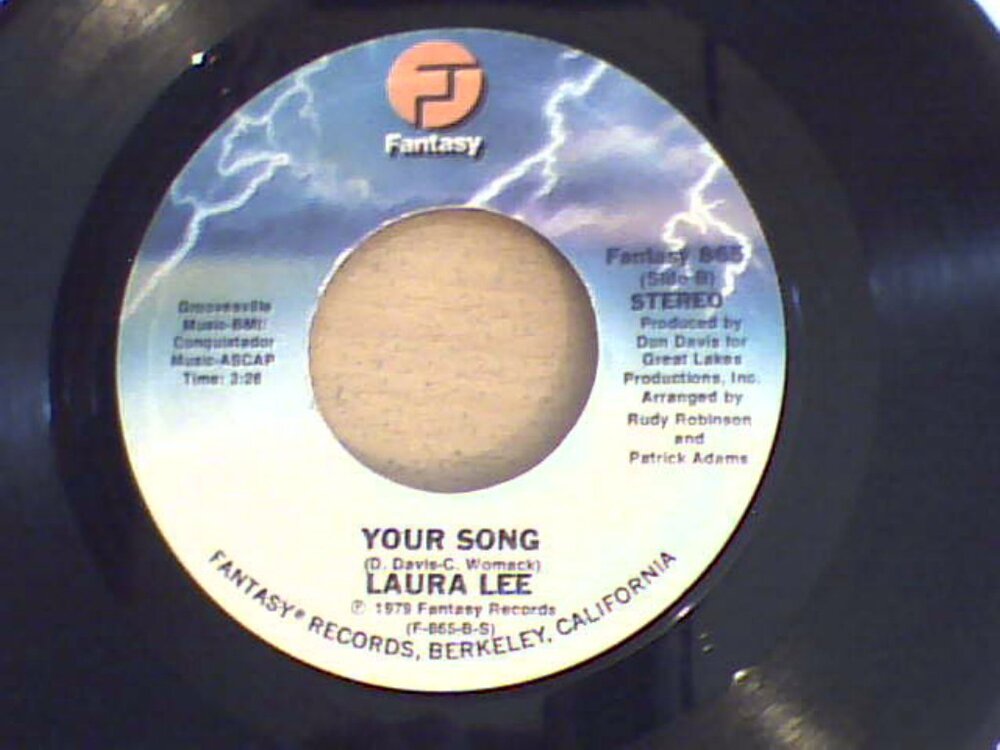 Fantasy
Fantasy 865
(Side-B)
STEREO
Produced by
Don Davis for
Great Lakes
Productions, Inc.
Arranged by
Rudy Robinson
and
Patrick Adams
Groovesville
Music-BMI/
Conquistador
Music-ASCAP
Time: 3:26
YOUR SONG
(D. Davis-C. Womack)
LAURA LEE
℗ 1979 Fantasy Records
(F-865-B-S)
FANTASY® RECORDS, BERKELEY, CALIFORNIA